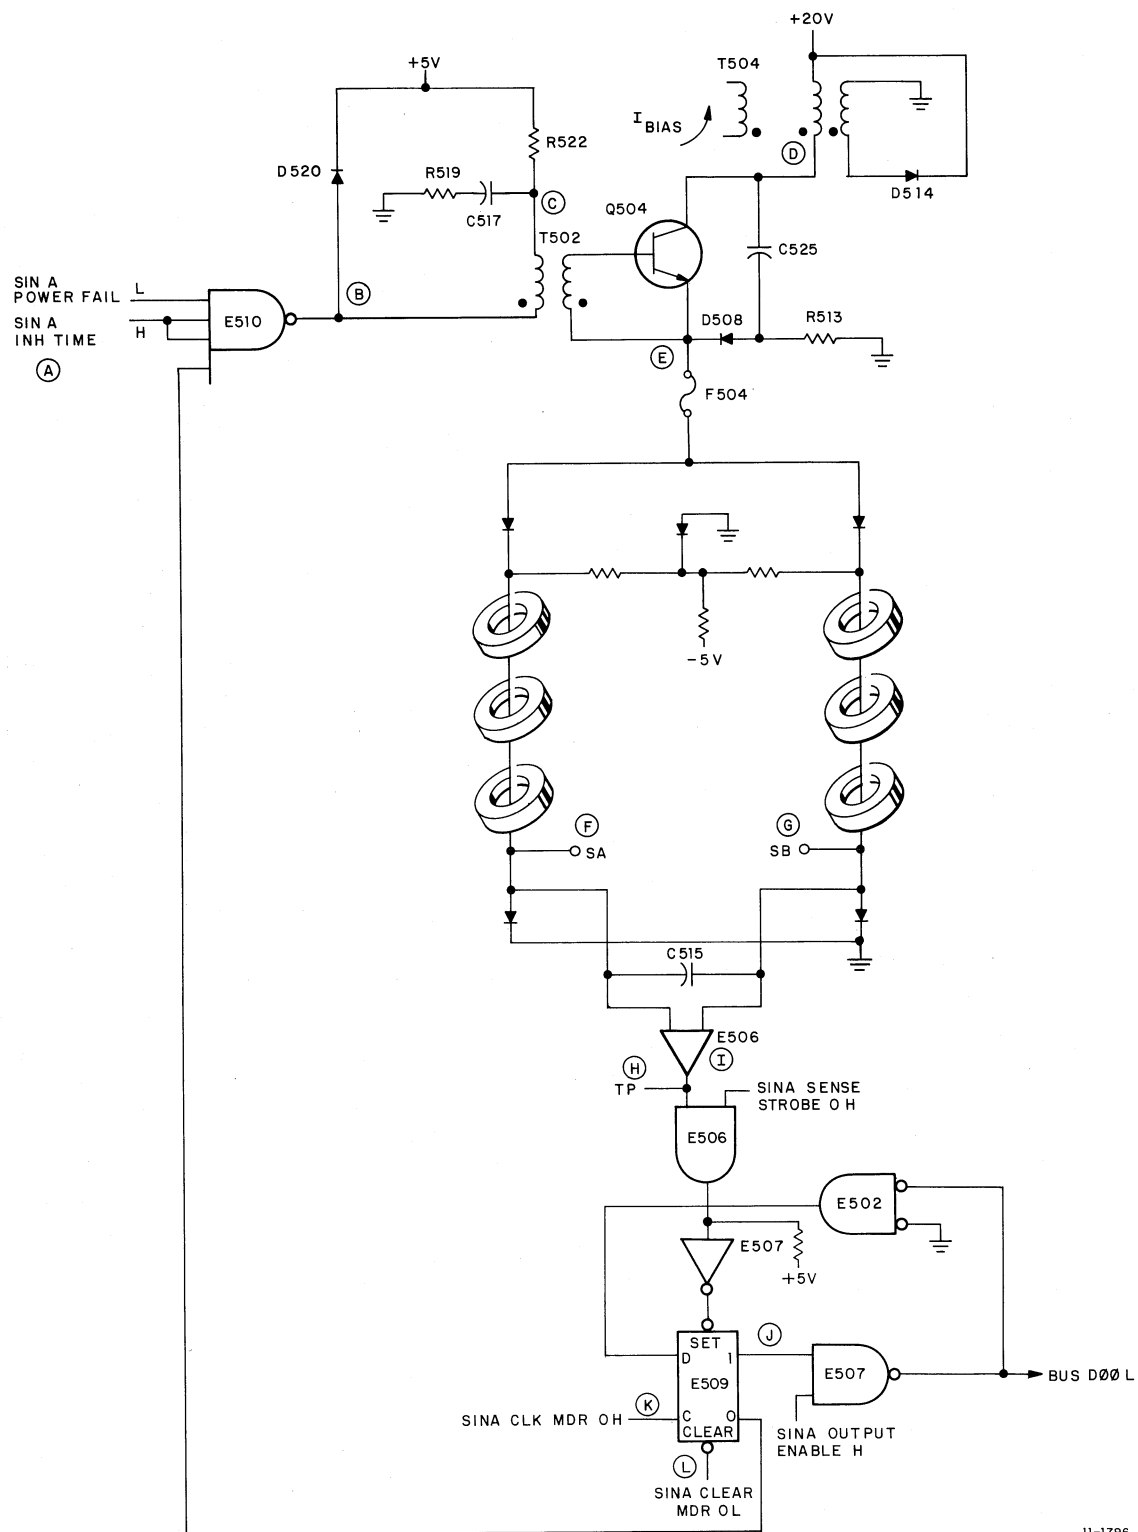 +20V
+5V
T504
I BIAS
D
R522
D520
R519
C517
C
D514
Q504
T502
C525
SIN A
POWER FAIL
L
SIN A
INH TIME
H
A
E510
B
D508
R513
E
F504
-5V
F
SA
G
SB
C515
E506
I
H
TP
SINA SENSE
STROBE 0 H
E506
E502
E507
+5V
SET
D
1
J
E509
E507
BUS D00 L
SINA CLK MDR 0H
K
C
0
CLEAR
SINA OUTPUT
ENABLE H
L
SINA CLEAR
MDR 0L
11-1396